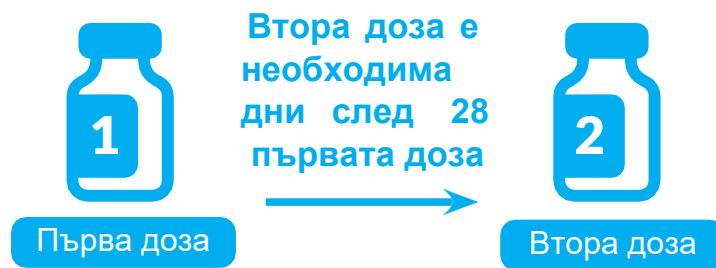 Втора доза е
необходима
дни след 28
първата доза
1
2
Първа доза
Втора доза